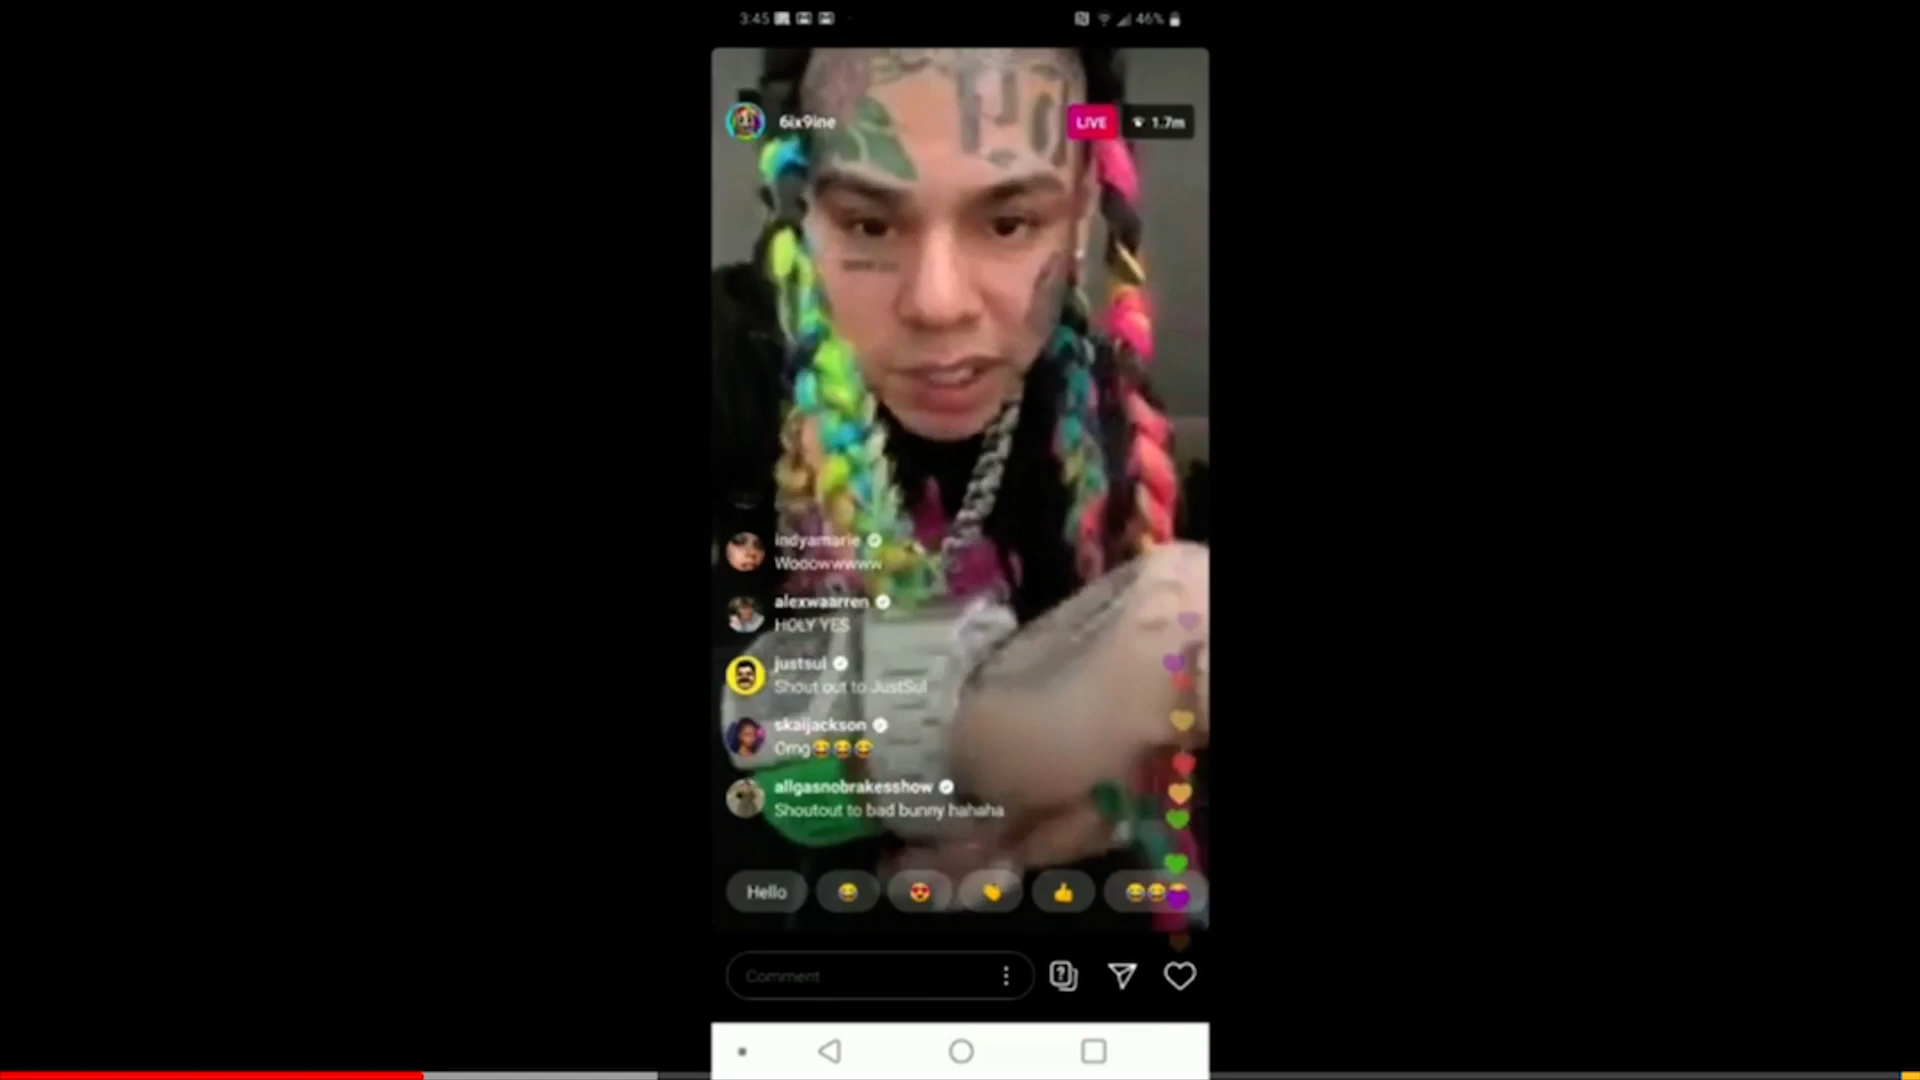 3:45
46%
6ix9ine
LIVE
1.7m
indyamarie
Wooowwwww
alexwaarren
HOLY YES
justsul
Shout out to JustSul
skaijackson
Omg😂😂😂
allgasnobrakesshow
Shoutout to bad bunny hahaha
Hello
Comment